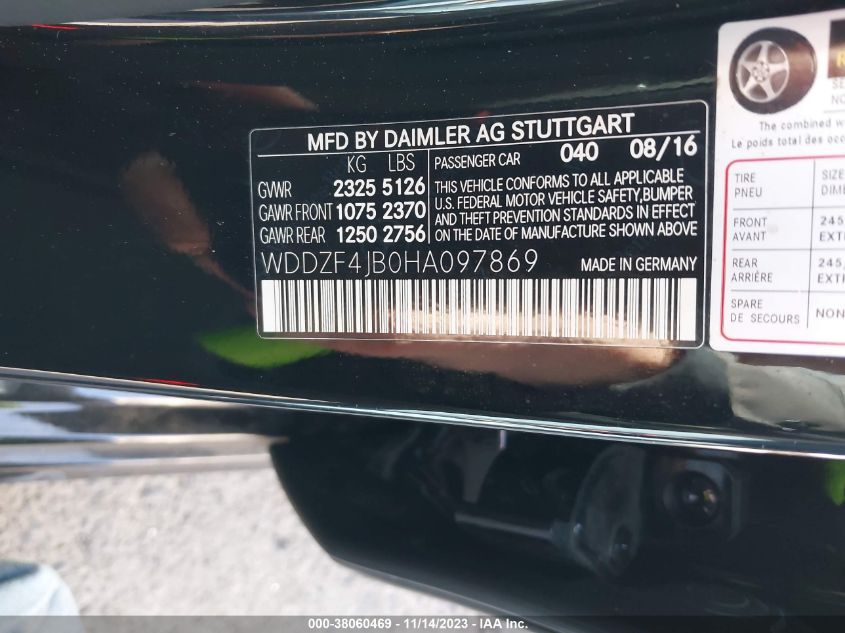 MFD BY DAIMLER AG STUTTGART
KG LBS
GVWR 2325 5126
GAWR FRONT 1075 2370
GAWR REAR 1250 2756
PASSENGER CAR 040 08/16
THIS VEHICLE CONFORMS TO ALL APPLICABLE
U.S. FEDERAL MOTOR VEHICLE SAFETY, BUMPER
AND THEFT PREVENTION STANDARDS IN EFFECT
ON THE DATE OF MANUFACTURE SHOWN ABOVE
WDDZF4JB0HA097869 MADE IN GERMANY
The combined w
Le poids total des occ
TIRE SIZE
PNEU DIME
FRONT 245
AVANT EXTR
REAR 245,
ARRIÈRE EXTR
SPARE
DE SECOURS NON
000-38060469 - 11/14/2023 - IAA Inc.